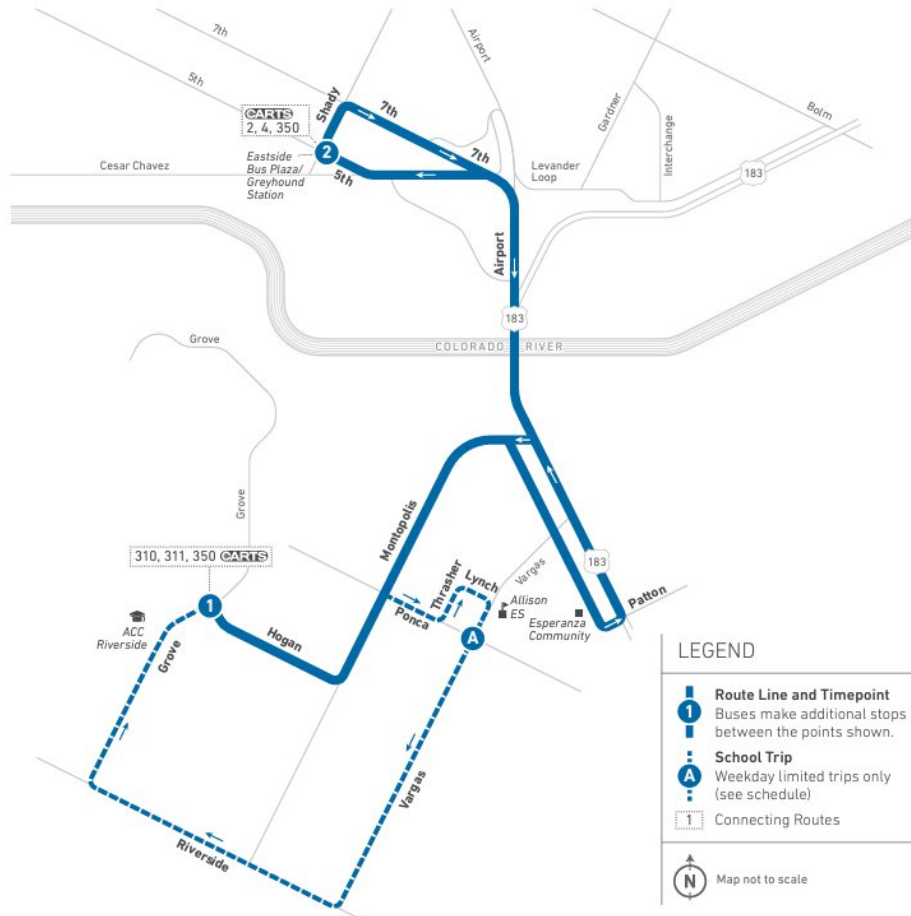 7th
5th
Airport
Gardner
Interchange
Bolm
CARTS
2, 4, 350
Shady
7th
7th
2
Eastside
Bus Plaza/
Greyhound
Station
5th
Cesar Chavez
Levander
Loop
183
Airport
183
COLORADO RIVER
Grove
Grove
Montopolis
310, 311, 350 CARTS
1
ACC
Riverside
Grove
Hogan
Ponca
Thrasher
Lynch
Vargas
Allison
ES
Esperanza
Community
183
Patton
A
Vargas
Riverside
LEGEND
1
Route Line and Timepoint
Buses make additional stops
between the points shown.
A
School Trip
Weekday limited trips only
(see schedule)
1 Connecting Routes
N Map not to scale